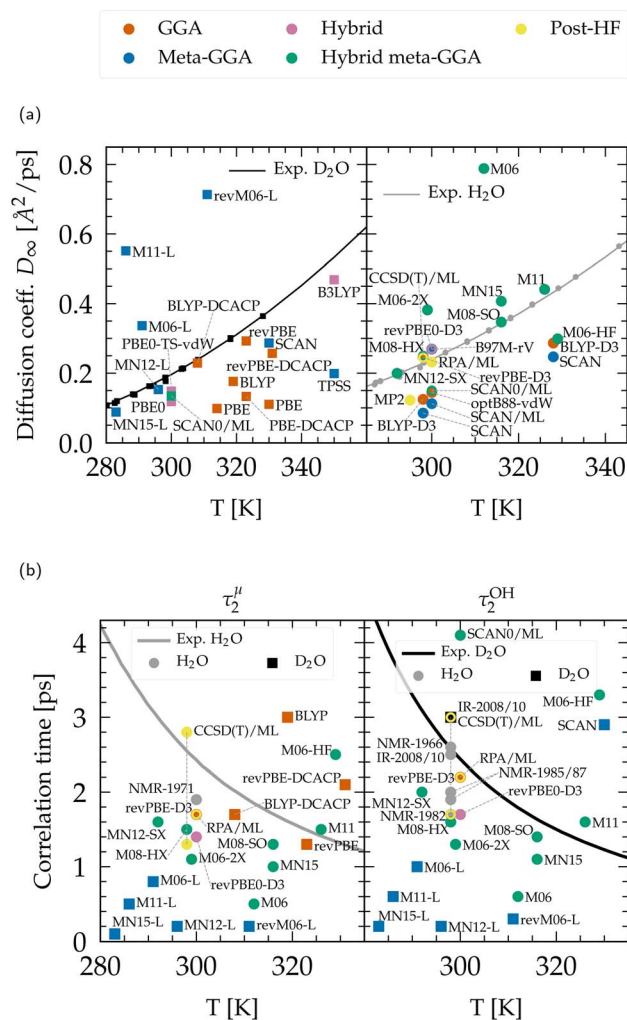 GGA
Hybrid
Post-HF
Meta-GGA
Hybrid meta-GGA
(a)
Diffusion coeff. D∞ [Å²/ps]
0.8
0.6
0.4
0.2
0.0
Exp. D₂O
revM06-L
M11-L
B3LYP
BLYP-DCACP
M06-L
revPBE
PBE0-TS-vdW
SCAN
MN12-L
revPBE-DCACP
BLYP
TPSS
PBE0
PBE
PBE
MN15-L
SCAN0/ML
PBE-DCACP
280
300
320
340
T [K]
M06
Exp. H₂O
CCSD(T)/ML
M11
M06-2X
MN15
M08-SO
revPBE0-D3
M06-HF
M08-HX
B97M-rV
BLYP-D3
RPA/ML
SCAN
revPBE-D3
MN12-SX
SCAN0/ML
MP2
optB88-vdW
SCAN/ML
BLYP-D3
SCAN
300
320
340
T [K]
(b)
τ₂^μ
Correlation time [ps]
4
3
2
1
0
Exp. H₂O
H₂O
D₂O
CCSD(T)/ML
BLYP
M06-HF
NMR-1971
revPBE-DCACP
revPBE-D3
BLYP-DCACP
RPA/ML
M11
MN12-SX
M08-SO
revPBE
M08-HX
M06-2X
MN15
revPBE0-D3
M06-L
M11-L
M06
MN15-L
MN12-L
revM06-L
280
300
320
T [K]
τ₂^OH
SCAN0/ML
Exp. D₂O
H₂O
D₂O
M06-HF
IR-2008/10
CCSD(T)/ML
SCAN
NMR-1966
IR-2008/10
RPA/ML
revPBE-D3
NMR-1985/87
MN12-SX
revPBE0-D3
NMR-1982
M08-HX
M08-SO
M11
M06-2X
MN15
M06-L
M11-L
M06
MN15-L
MN12-L
revM06-L
300
320
T [K]